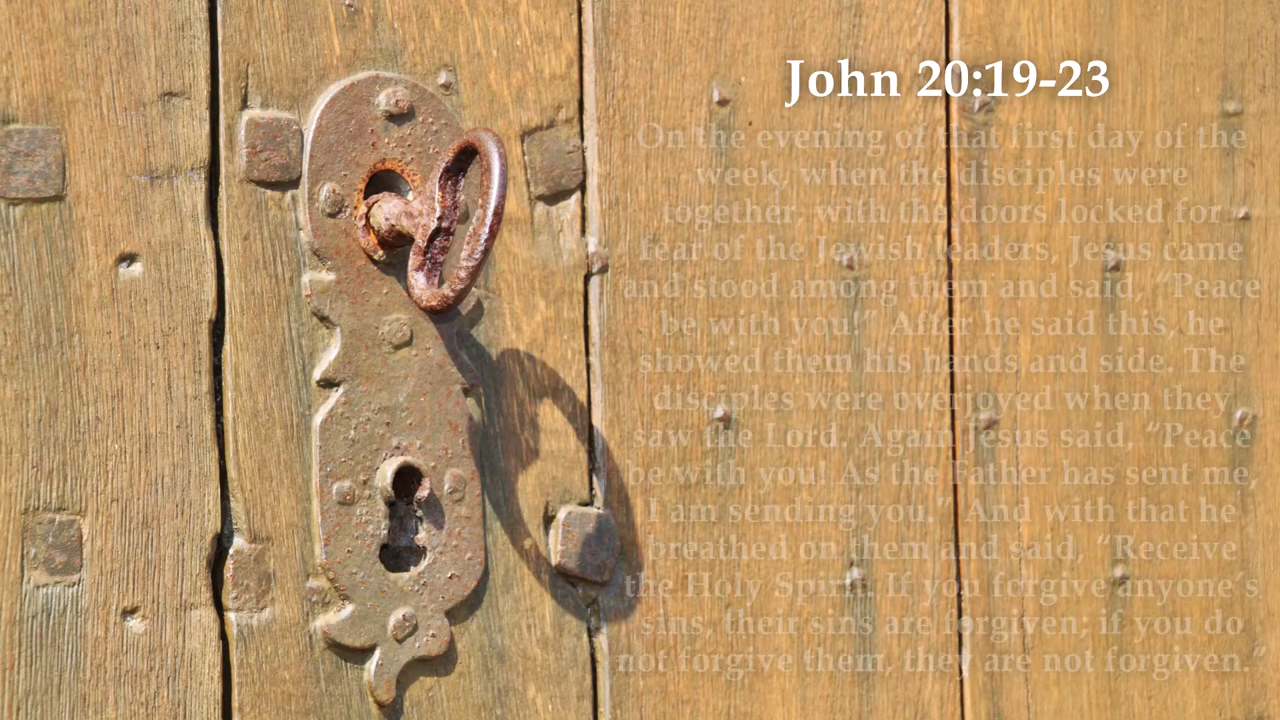 John 20:19-23
On the evening of that first day of the
week, when the disciples were
together, with the doors locked for
fear of the Jewish leaders, Jesus came
and stood among them and said, “Peace
be with you!” After he said this, he
showed them his hands and side. The
disciples were overjoyed when they
saw the Lord. Again Jesus said, “Peace
be with you! As the Father has sent me,
I am sending you.” And with that he
breathed on them and said, “Receive
the Holy Spirit. If you forgive anyone’s
sins, their sins are forgiven; if you do
not forgive them, they are not forgiven.”